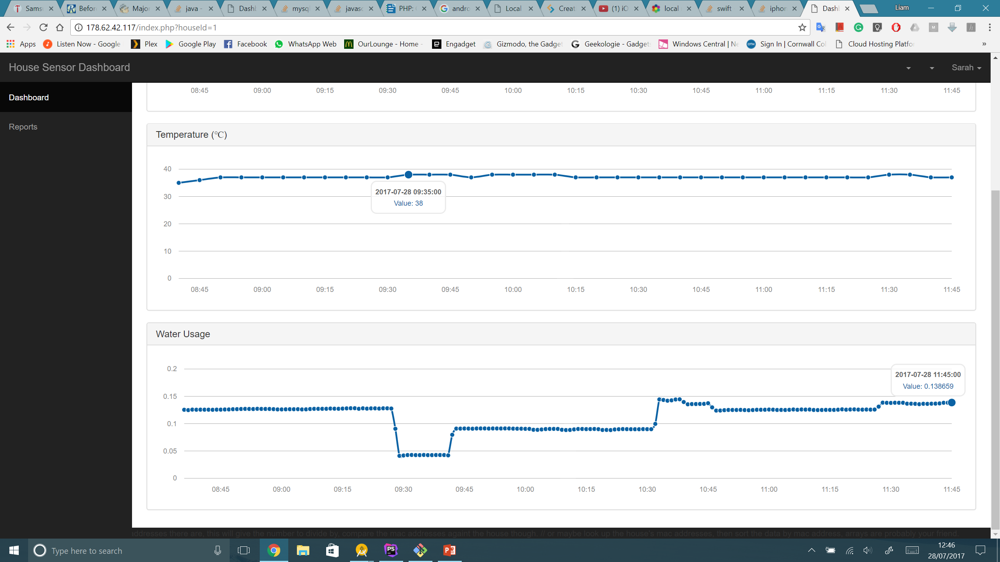 Sams
Before
Major
java -
Dashb
mysql
javasc
PHP:
andro
Local
Creat
(1) iO
local
swift
iphon
Dashb
Liam
178.62.42.117/index.php?houseId=1
Apps
Listen Now - Google
Plex
Google Play
Facebook
WhatsApp Web
OurLounge - Home -
Engadget
Gizmodo, the Gadget
Geekologie - Gadgets
Windows Central | Ne
Sign In | Cornwall Col
Cloud Hosting Platfor
House Sensor Dashboard
Sarah
Dashboard
Reports
08:45 09:00 09:15 09:30 09:45 10:00 10:15 10:30 10:45 11:00 11:15 11:30 11:45
Temperature (℃)
40
30
20
10
0
2017-07-28 09:35:00
Value: 38
08:45 09:00 09:15 09:30 09:45 10:00 10:15 10:30 10:45 11:00 11:15 11:30 11:45
Water Usage
0.2
0.15
0.1
0.05
0
2017-07-28 11:45:00
Value: 0.138659
08:45 09:00 09:15 09:30 09:45 10:00 10:15 10:30 10:45 11:00 11:15 11:30 11:45
addresses there are, this will give the number to divide by, compare the mac addresses againt the house though. // or maybe look up the house's mac addresses, then sort the data by mac address, arrays are probably your friend.
Type here to search
12:46
28/07/2017